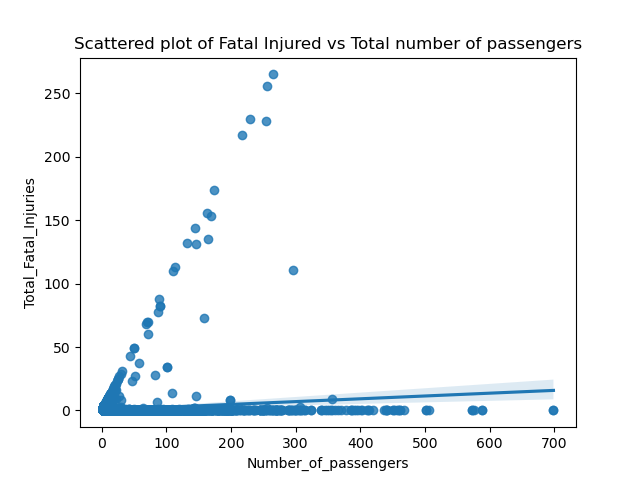 Scattered plot of Fatal Injured vs Total number of passengers
250
200
150
100
50
0
Total_Fatal_Injuries
0 100 200 300 400 500 600 700
Number_of_passengers